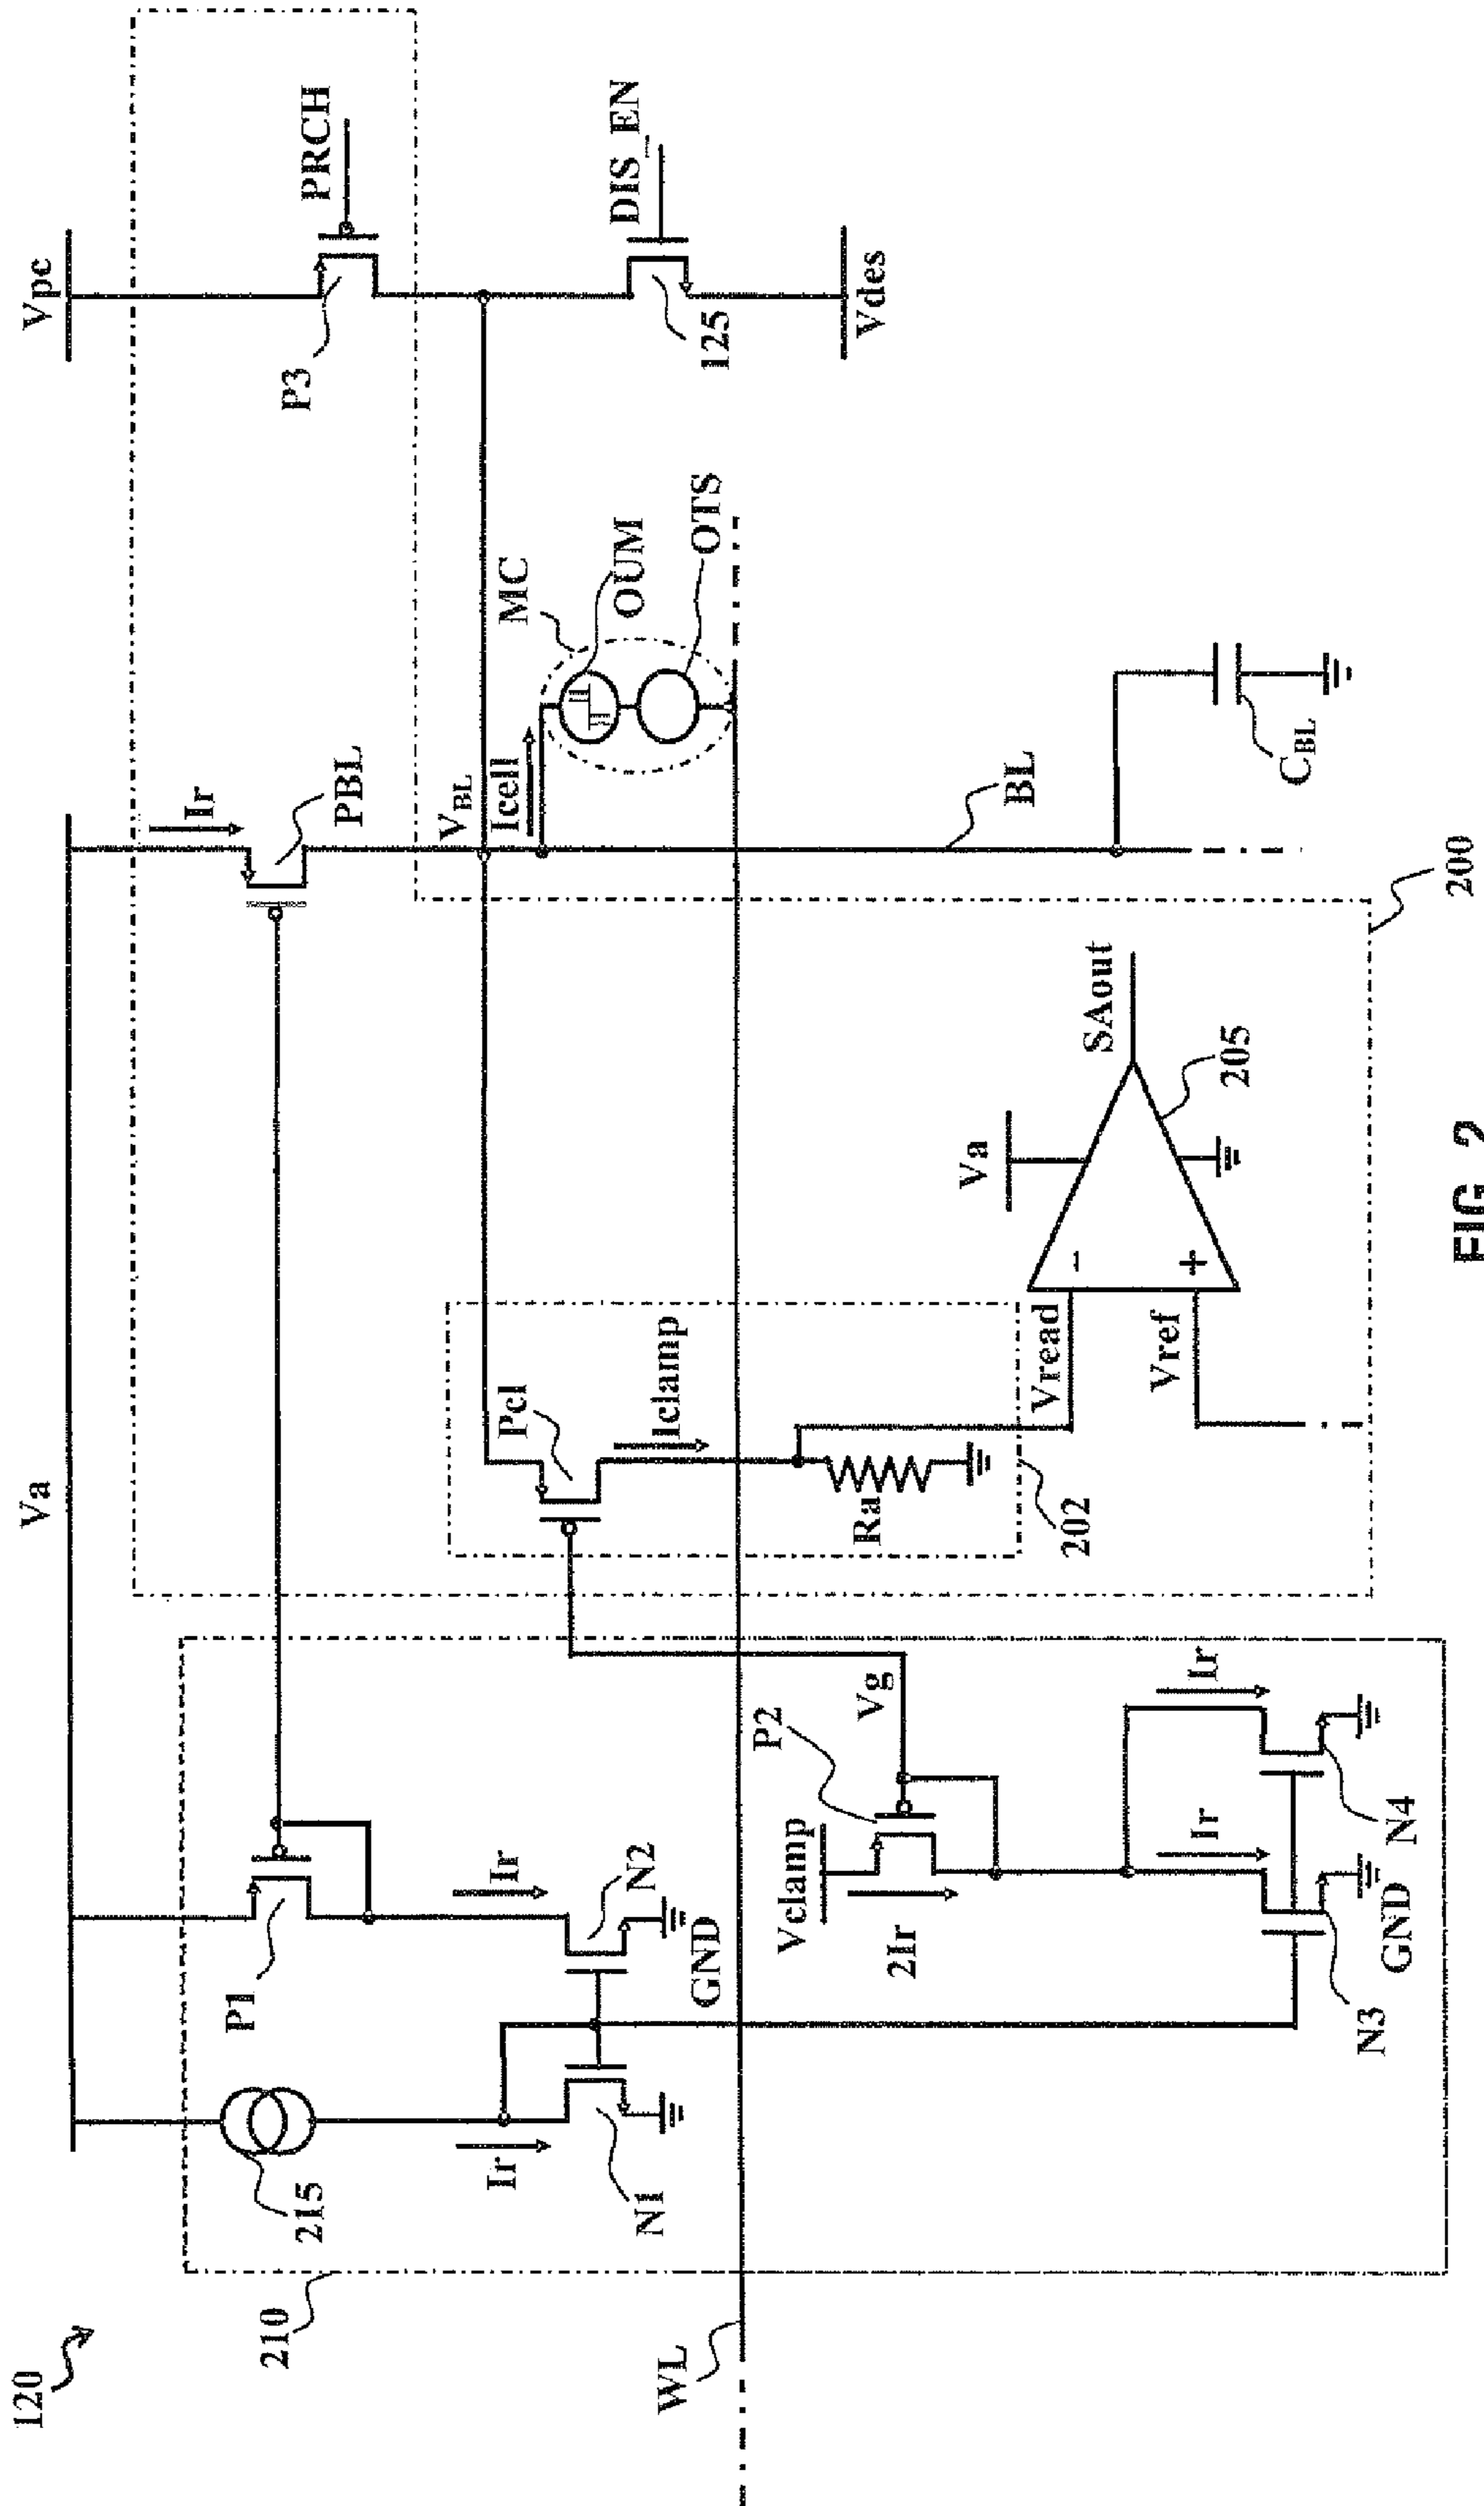 120
Va
Vpc
210
215
Ir
N1
P1
Ir
N2
GND
WL
Vclamp
2Ir
P2
Vg
Ir
Ir
N3
GND
N4
Pcl
Iclamp
Ra
202
Vread
Vref
-
+
Va
205
SAout
200
Ir
PBL
VBL
Icell
MC
OUM
OTS
BL
CBL
P3
PRCH
125
DIS_EN
Vdes
FIG. 2